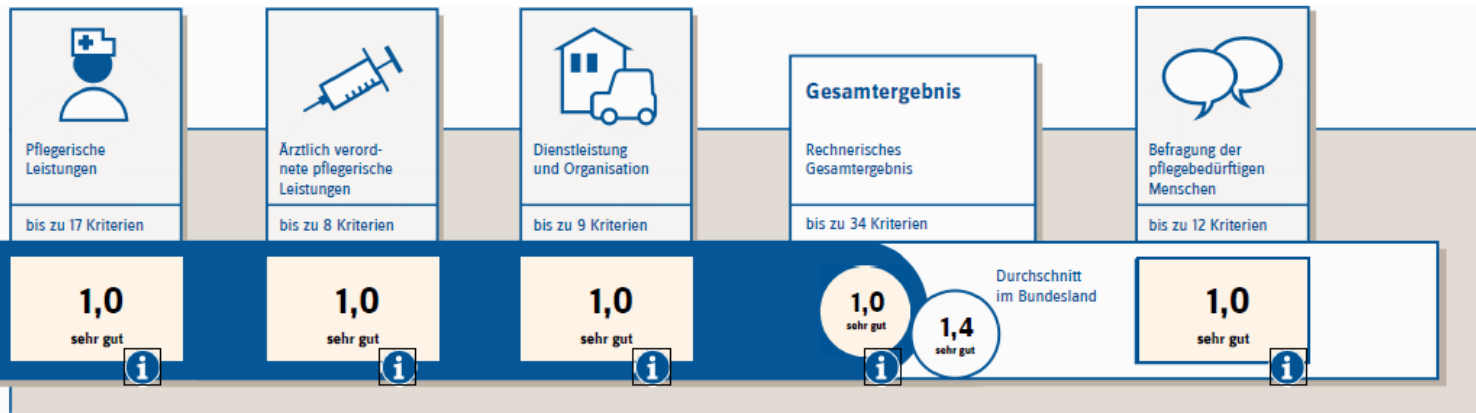 Pflegerische
Leistungen
bis zu 17 Kriterien
1,0
sehr gut
Ärztlich verord-
nete pflegerische
Leistungen
bis zu 8 Kriterien
1,0
sehr gut
Dienstleistung
und Organisation
bis zu 9 Kriterien
1,0
sehr gut
Gesamtergebnis
Rechnerisches
Gesamtergebnis
bis zu 34 Kriterien
1,0
sehr gut
1,4
sehr gut
Durchschnitt
im Bundesland
Befragung der
pflegebedürftigen
Menschen
bis zu 12 Kriterien
1,0
sehr gut